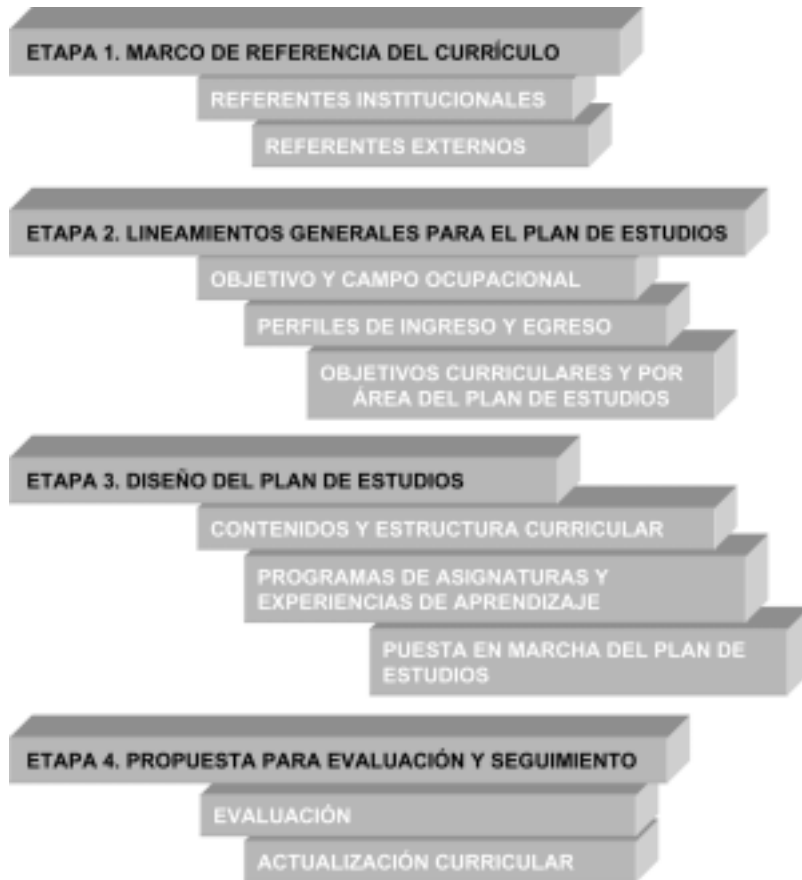 ETAPA 1. MARCO DE REFERENCIA DEL CURRÍCULO
REFERENTES INSTITUCIONALES
REFERENTES EXTERNOS
ETAPA 2. LINEAMIENTOS GENERALES PARA EL PLAN DE ESTUDIOS
OBJETIVO Y CAMPO OCUPACIONAL
PERFILES DE INGRESO Y EGRESO
OBJETIVOS CURRICULARES Y POR
ÁREA DEL PLAN DE ESTUDIOS
ETAPA 3. DISEÑO DEL PLAN DE ESTUDIOS
CONTENIDOS Y ESTRUCTURA CURRICULAR
PROGRAMAS DE ASIGNATURAS Y
EXPERIENCIAS DE APRENDIZAJE
PUESTA EN MARCHA DEL PLAN DE
ESTUDIOS
ETAPA 4. PROPUESTA PARA EVALUACIÓN Y SEGUIMIENTO
EVALUACIÓN
ACTUALIZACIÓN CURRICULAR